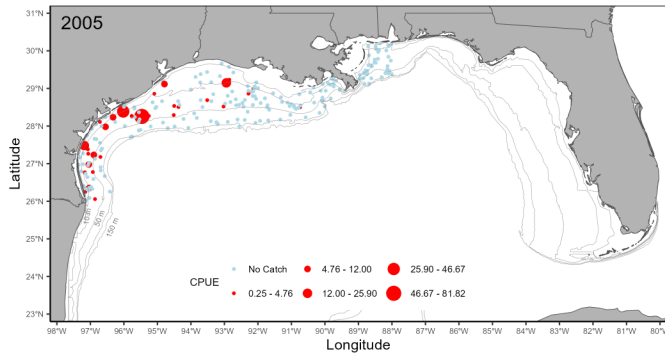 2005
31°N
30°N
29°N
28°N
27°N
26°N
25°N
24°N
23°N
Latitude
10 m
50 m
150 m
CPUE
No Catch
4.76 - 12.00
25.90 - 46.67
0.25 - 4.76
12.00 - 25.90
46.67 - 81.82
98°W 97°W 96°W 95°W 94°W 93°W 92°W 91°W 90°W 89°W 88°W 87°W 86°W 85°W 84°W 83°W 82°W 81°W 80°W
Longitude